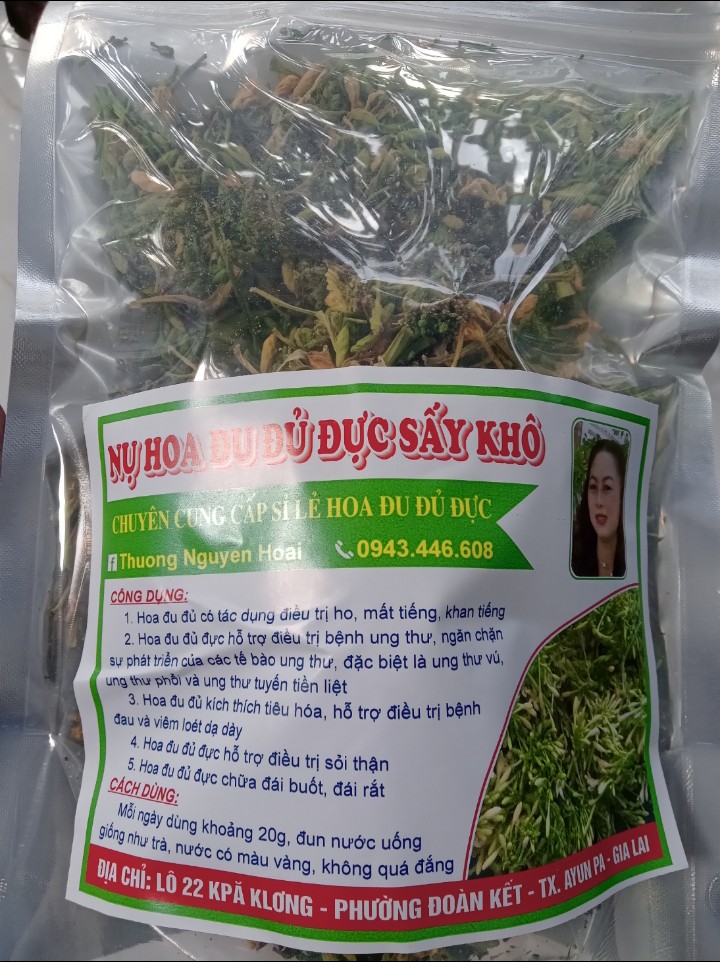 NỤ HOA ĐU ĐỦ ĐỰC SẤY KHÔ
CHUYÊN CUNG CẤP SỈ LẺ HOA ĐU ĐỦ ĐỰC
f Thuong Nguyen Hoai 0943.446.608
CÔNG DỤNG:
1. Hoa đu đủ có tác dụng điều trị ho, mất tiếng, khan tiếng
2. Hoa đu đủ đực hỗ trợ điều trị bệnh ung thư, ngăn chặn
sự phát triển của các tế bào ung thư, đặc biệt là ung thư vú,
ung thư phổi và ung thư tuyến tiền liệt
3. Hoa đu đủ kích thích tiêu hóa, hỗ trợ điều trị bệnh
đau và viêm loét dạ dày
4. Hoa đu đủ đực hỗ trợ điều trị sỏi thận
5. Hoa đu đủ đực chữa đái buốt, đái rắt
CÁCH DÙNG:
Mỗi ngày dùng khoảng 20g, đun nước uống
giống như trà, nước có màu vàng, không quá đắng
ĐỊA CHỈ: LÔ 22 KPĂ KLƠNG - PHƯỜNG ĐOÀN KẾT - TX. AYUN PA - GIA LAI